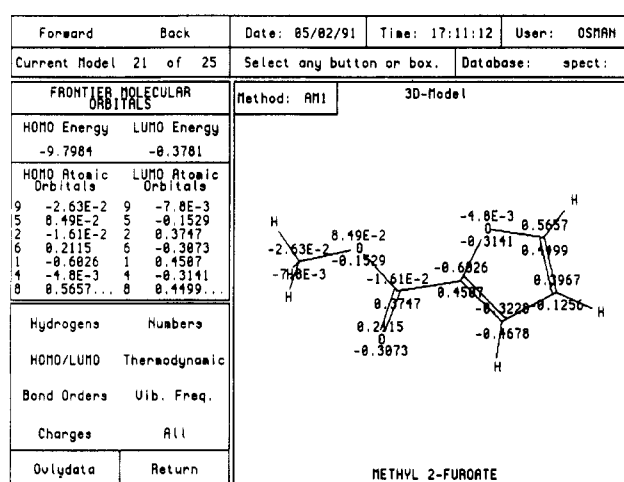 Forward Back Date: 05/02/91 Time: 17:11:12 User: OSMAN
Current Model 21 of 25 Select any button or box. Database: spect:
FRONTIER MOLECULAR
ORBITALS
HOMO Energy LUMO Energy
-9.7984 -0.3781
HOMO Atomic LUMO Atomic
Orbitals Orbitals
9 -2.63E-2 9 -7.8E-3
5 8.49E-2 5 -0.1529
2 -1.61E-2 2 0.3747
6 0.2115 6 -0.3073
1 -0.6026 1 0.4507
4 -4.8E-3 4 -0.3141
8 0.5657... 8 0.4499...
Hydrogens Numbers
HOMO/LUMO Thermodynamic
Bond Orders Vib. Freq.
Charges All
Ovlydata Return
Method: AM1 3D-Model
H
-4.8E-3 0.5657
H 8.49E-2 O
-2.63E-2 O -0.3141 0.4499
-0.1529 -0.6026 0.3967
-7.8E-3 -1.61E-2
H 0.3747 0.4507 -0.3220 -0.1256 H
0.2115 -0.4678
O
-0.3073
H
METHYL 2-FUROATE